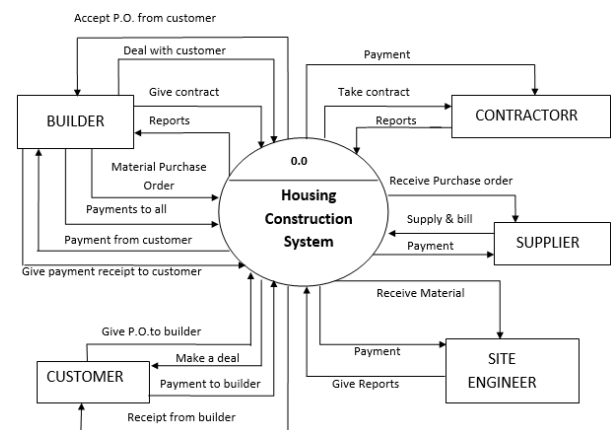 Accept P.O. from customer
Deal with customer
Payment
Give contract
Take contract
BUILDER
CONTRACTORR
Reports
Reports
0.0
Material Purchase
Order
Housing
Construction
System
Receive Purchase order
Payments to all
Supply & bill
SUPPLIER
Payment from customer
Payment
Give payment receipt to customer
Receive Material
Give P.O.to builder
Payment
SITE
ENGINEER
Make a deal
CUSTOMER
Payment to builder
Give Reports
Receipt from builder